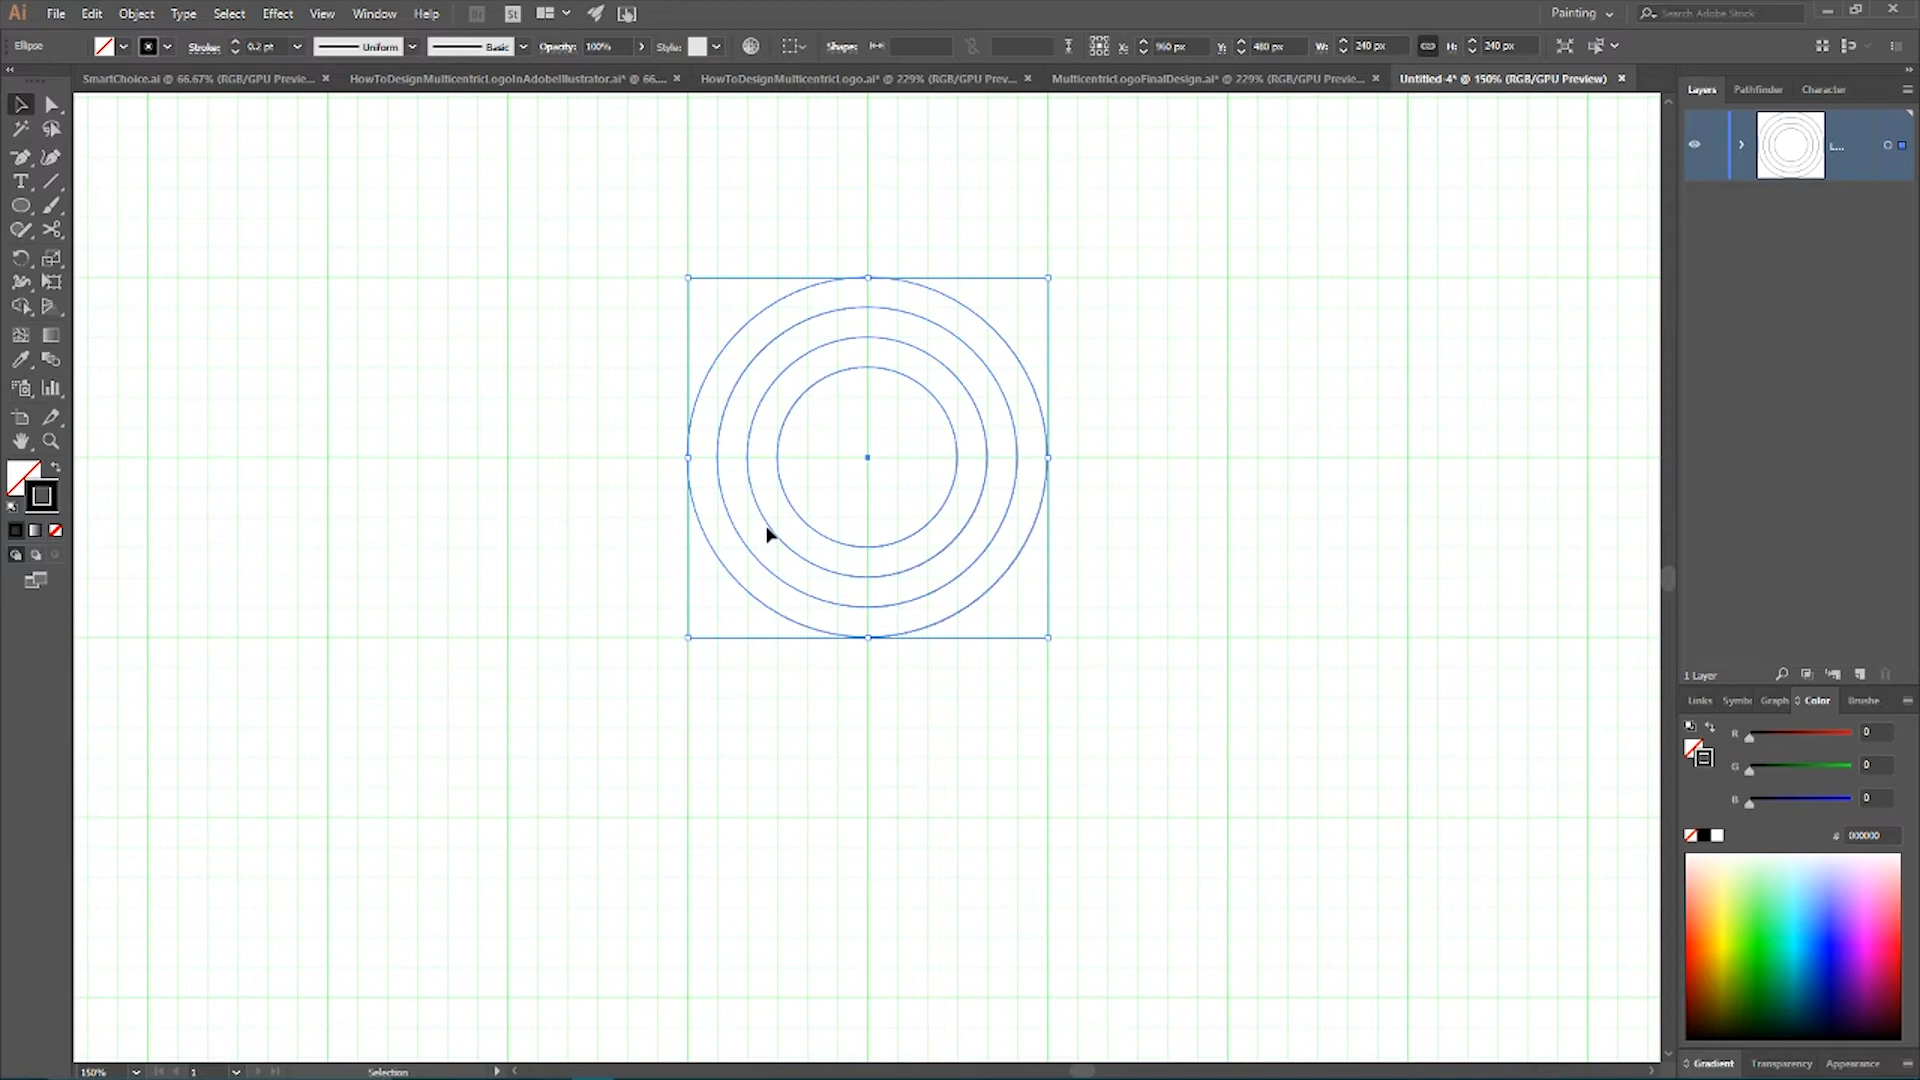 Ai File Edit Object Type Select Effect View Window Help Br St Painting Search Adobe Stock
Ellipse Stroke: 0.2 pt Uniform Basic Opacity: 100% Style: Shape: X: 960 px Y: 480 px W: 240 px H: 240 px
SmartChoice.ai @ 66.67% (RGB/GPU Previe... HowToDesignMulticentricLogoInAdobeIllustrator.ai* @ 66.... HowToDesignMulticentricLogo.ai* @ 229% (RGB/GPU Prev... MulticentricLogoFinalDesign.ai* @ 229% (RGB/GPU Previe... Untitled-4* @ 150% (RGB/GPU Preview)
Layers Pathfinder Character
L...
1 Layer
Links Symbc Graph Color Brushe
R 0
G 0
B 0
# 000000
Gradient Transparency Appearance
150% 1 Selection